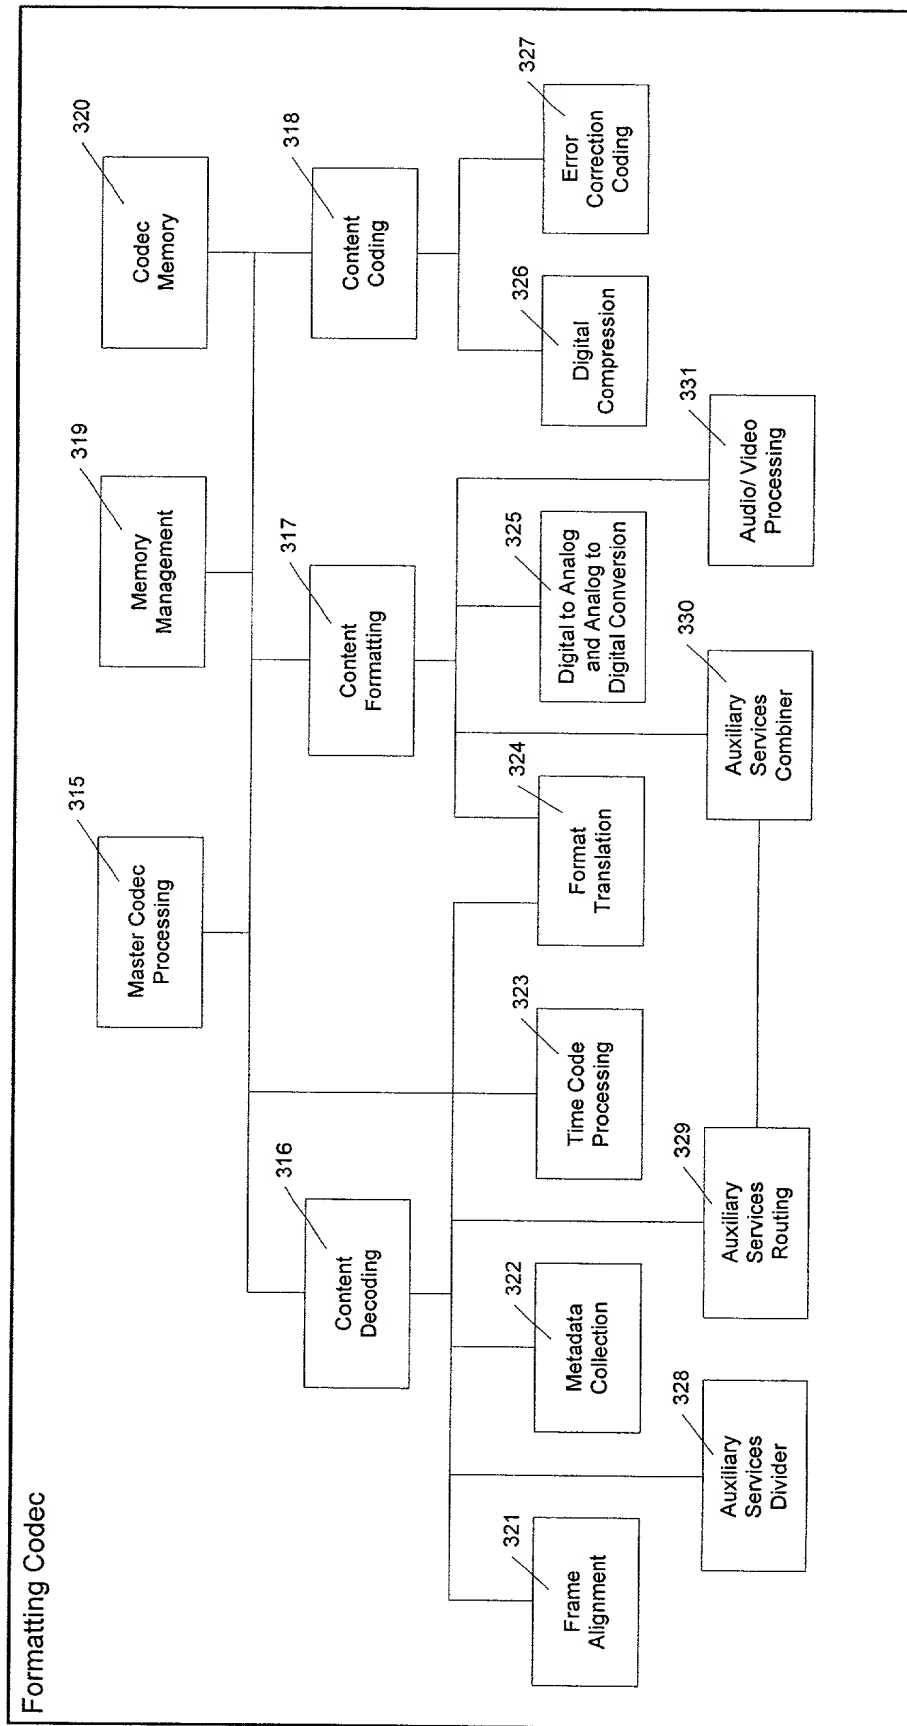 Formatting Codec
315
Master Codec
Processing
319
Memory
Management
320
Codec
Memory
316
Content
Decoding
317
Content
Formatting
318
Content
Coding
321
Frame
Alignment
322
Metadata
Collection
323
Time Code
Processing
324
Format
Translation
325
Digital to Analog
and Analog to
Digital Conversion
326
Digital
Compression
327
Error
Correction
Coding
328
Auxiliary
Services
Divider
329
Auxiliary
Services
Routing
330
Auxiliary
Services
Combiner
331
Audio/ Video
Processing